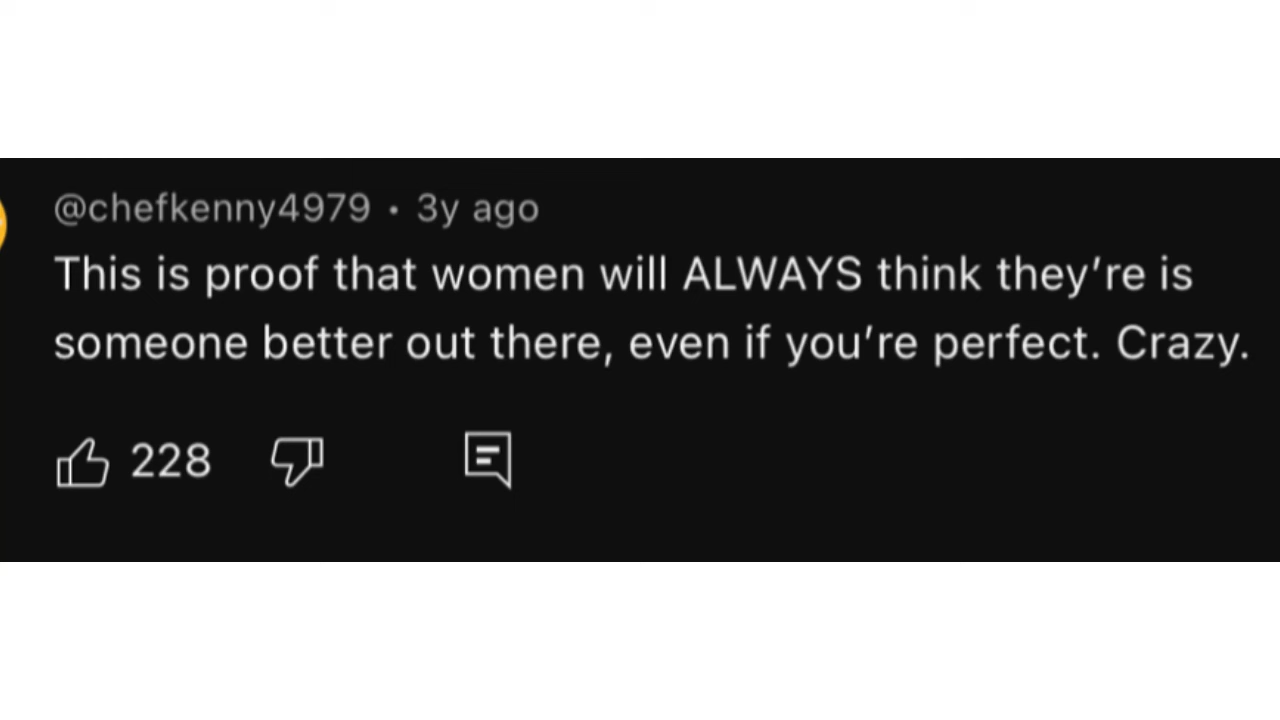 @chefkenny4979 • 3y ago
This is proof that women will ALWAYS think they’re is
someone better out there, even if you’re perfect. Crazy.
228